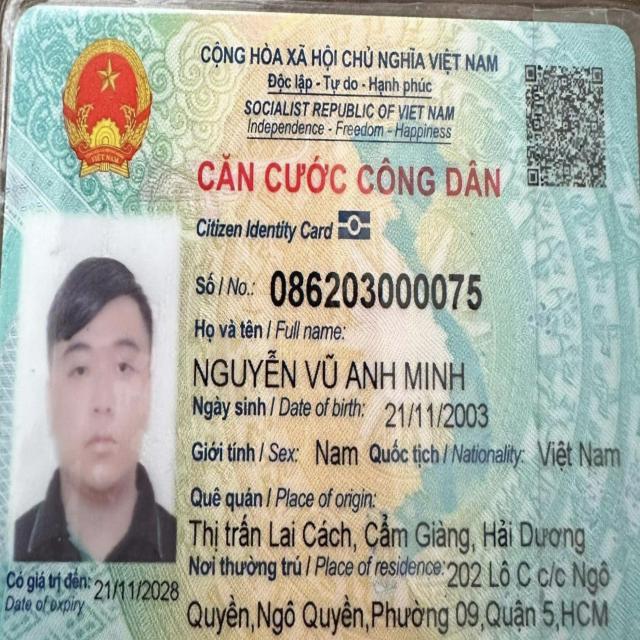 CỘNG HÒA XÃ HỘI CHỦ NGHĨA VIỆT NAM
Độc lập - Tự do - Hạnh phúc
SOCIALIST REPUBLIC OF VIET NAM
Independence - Freedom - Happiness
CĂN CƯỚC CÔNG DÂN
Citizen Identity Card
Số / No.: 086203000075
Họ và tên / Full name:
NGUYỄN VŨ ANH MINH
Ngày sinh / Date of birth: 21/11/2003
Giới tính / Sex: Nam Quốc tịch / Nationality: Việt Nam
Quê quán / Place of origin:
Thị trấn Lai Cách, Cẩm Giàng, Hải Dương
Nơi thường trú / Place of residence: 202 Lô C c/c Ngô
Quyền,Ngô Quyền,Phường 09,Quận 5,HCM
Có giá trị đến: 21/11/2028
Date of expiry
VIỆT NAM